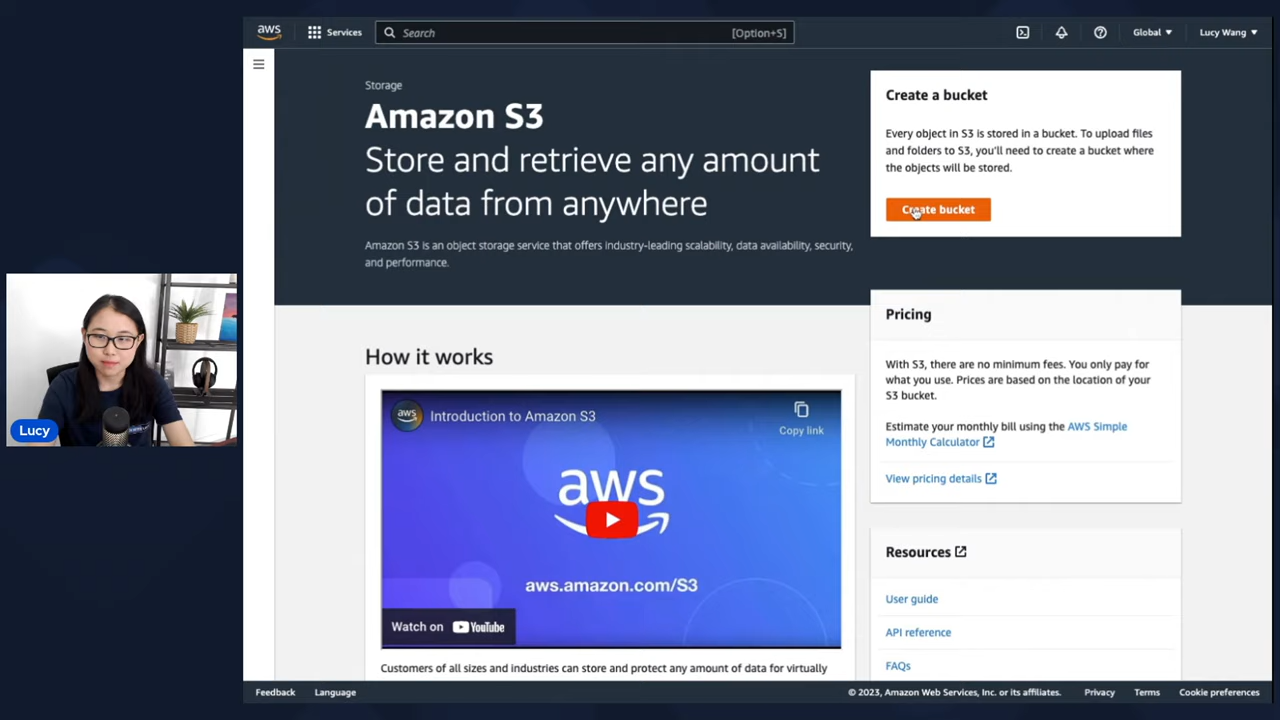 aws
Services
Search
[Option+S]
Global
Lucy Wang
Storage
Amazon S3
Store and retrieve any amount
of data from anywhere
Amazon S3 is an object storage service that offers industry-leading scalability, data availability, security,
and performance.
Create a bucket
Every object in S3 is stored in a bucket. To upload files
and folders to S3, you'll need to create a bucket where
the objects will be stored.
Create bucket
Pricing
With S3, there are no minimum fees. You only pay for
what you use. Prices are based on the location of your
S3 bucket.
Estimate your monthly bill using the AWS Simple
Monthly Calculator
View pricing details
How it works
aws
Introduction to Amazon S3
Copy link
aws
aws.amazon.com/S3
Watch on YouTube
Customers of all sizes and industries can store and protect any amount of data for virtually
Resources
User guide
API reference
FAQs
Lucy
Feedback
Language
© 2023, Amazon Web Services, Inc. or its affiliates.
Privacy
Terms
Cookie preferences